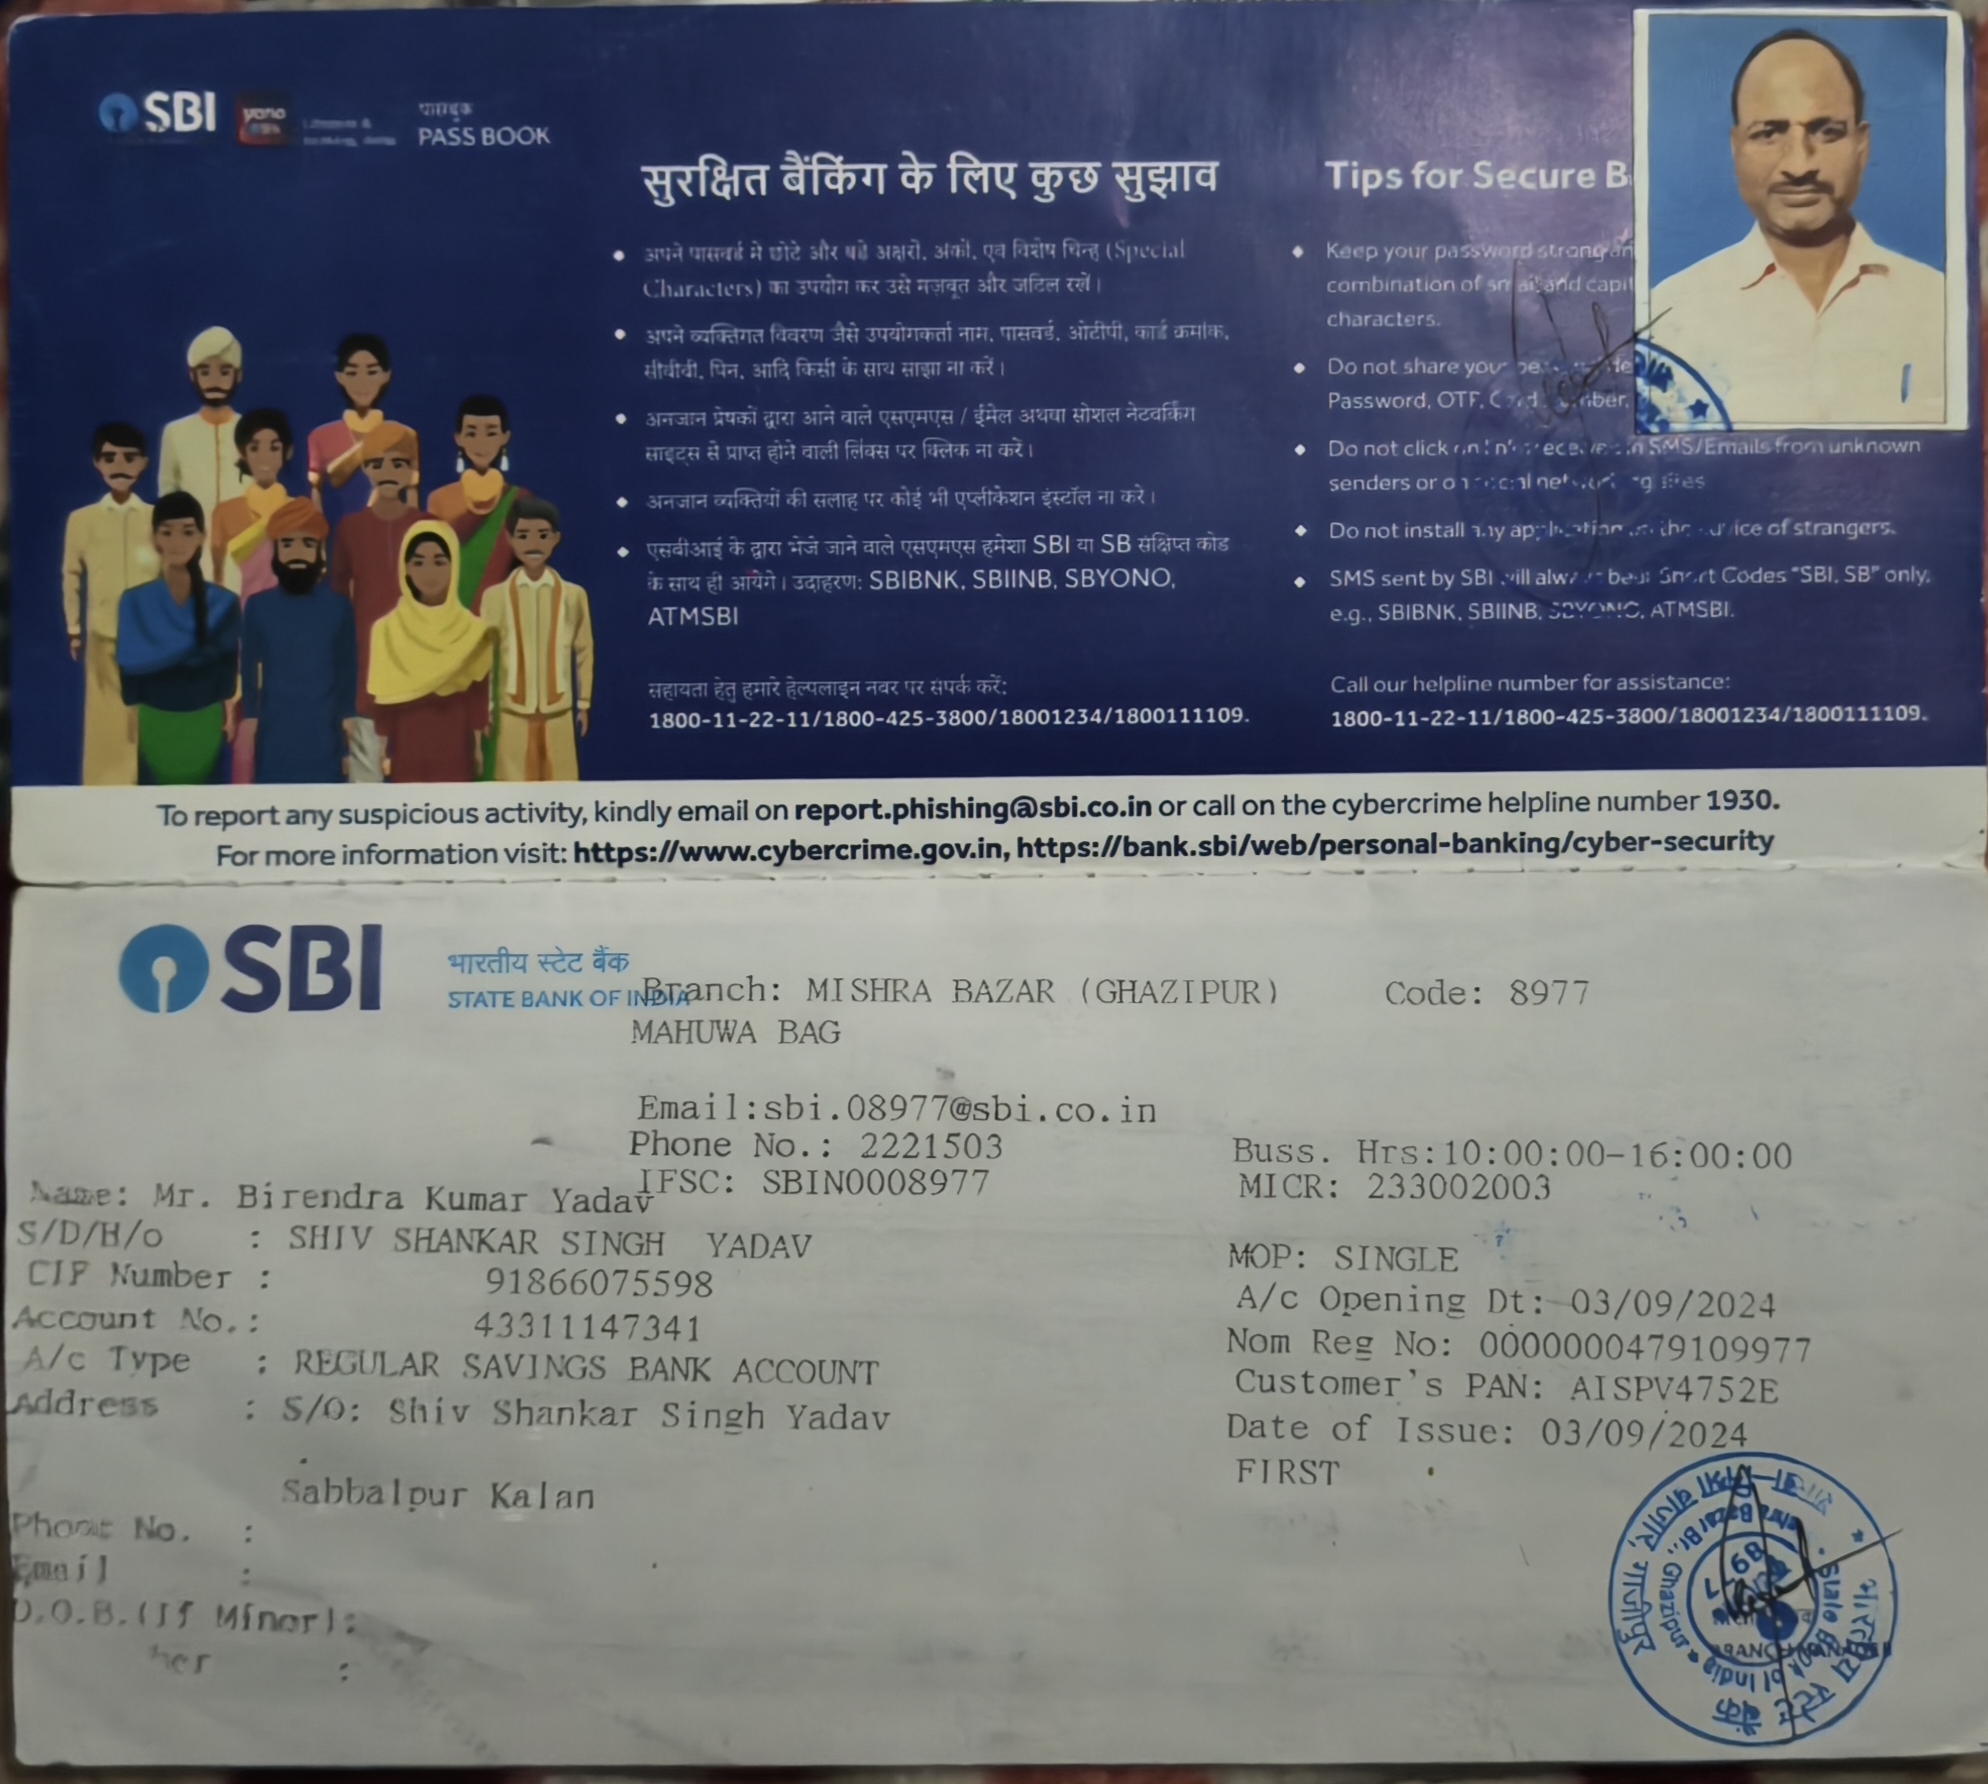 SBI yono पासबुक
PASS BOOK
सुरक्षित बैंकिंग के लिए कुछ सुझाव
अपने पासवर्ड में छोटे और बड़े अक्षरों, अंकों, एवं विशेष चिन्ह (Special
Characters) का उपयोग कर उसे मज़बूत और जटिल रखें।
अपने व्यक्तिगत विवरण जैसे उपयोगकर्ता नाम, पासवर्ड, ओटीपी, कार्ड क्रमांक,
सीवीवी, पिन, आदि किसी के साथ साझा ना करें।
अनजान प्रेषकों द्वारा आने वाले एसएमएस / ईमेल अथवा सोशल नेटवर्किंग
साइट्स से प्राप्त होने वाली लिंक्स पर क्लिक ना करें।
अनजान व्यक्तियों की सलाह पर कोई भी एप्लीकेशन इंस्टॉल ना करे।
एसबीआई के द्वारा भेजे जाने वाले एसएमएस हमेशा SBI या SB संक्षिप्त कोड
के साथ ही आयेंगे। उदाहरण: SBIBNK, SBIINB, SBYONO,
ATMSBI
सहायता हेतु हमारे हेल्पलाइन नंबर पर संपर्क करें:
1800-11-22-11/1800-425-3800/18001234/1800111109.
Tips for Secure
Keep your password strong
combination of and
characters.
Do not share your
Password,
Do not click SMS/Emails from unknown
senders or
Do not install of strangers.
SMS sent by SBI Codes "SBI, SB" only,
e.g., SBIBNK, SBIINB, SBYONO, ATMSBI.
Call our helpline number for assistance:
1800-11-22-11/1800-425-3800/18001234/1800111109.
To report any suspicious activity, kindly email on report.phishing@sbi.co.in or call on the cybercrime helpline number 1930.
For more information visit: https://www.cybercrime.gov.in, https://bank.sbi/web/personal-banking/cyber-security
SBI
भारतीय स्टेट बैंक
STATE BANK OF INDIA
Branch: MISHRA BAZAR (GHAZIPUR) Code: 8977
MAHUWA BAG
Email:sbi.08977@sbi.co.in
Phone No.: 2221503 Buss. Hrs:10:00:00-16:00:00
IFSC: SBIN0008977 MICR: 233002003
Name: Mr. Birendra Kumar Yadav
S/D/H/o : SHIV SHANKAR SINGH YADAV MOP: SINGLE
CIF Number : 91866075598 A/c Opening Dt: 03/09/2024
Account No.: 43311147341 Nom Reg No: 0000000479109977
A/c Type : REGULAR SAVINGS BANK ACCOUNT Customer's PAN: AISPV4752E
Address : S/O: Shiv Shankar Singh Yadav Date of Issue: 03/09/2024
FIRST
Sabbalpur Kalan
Phone No. :
Email :
D.O.B.(If Minor):
:
भारतीय स्टेट बैंक
State Bank of India
Ghazipur
8977